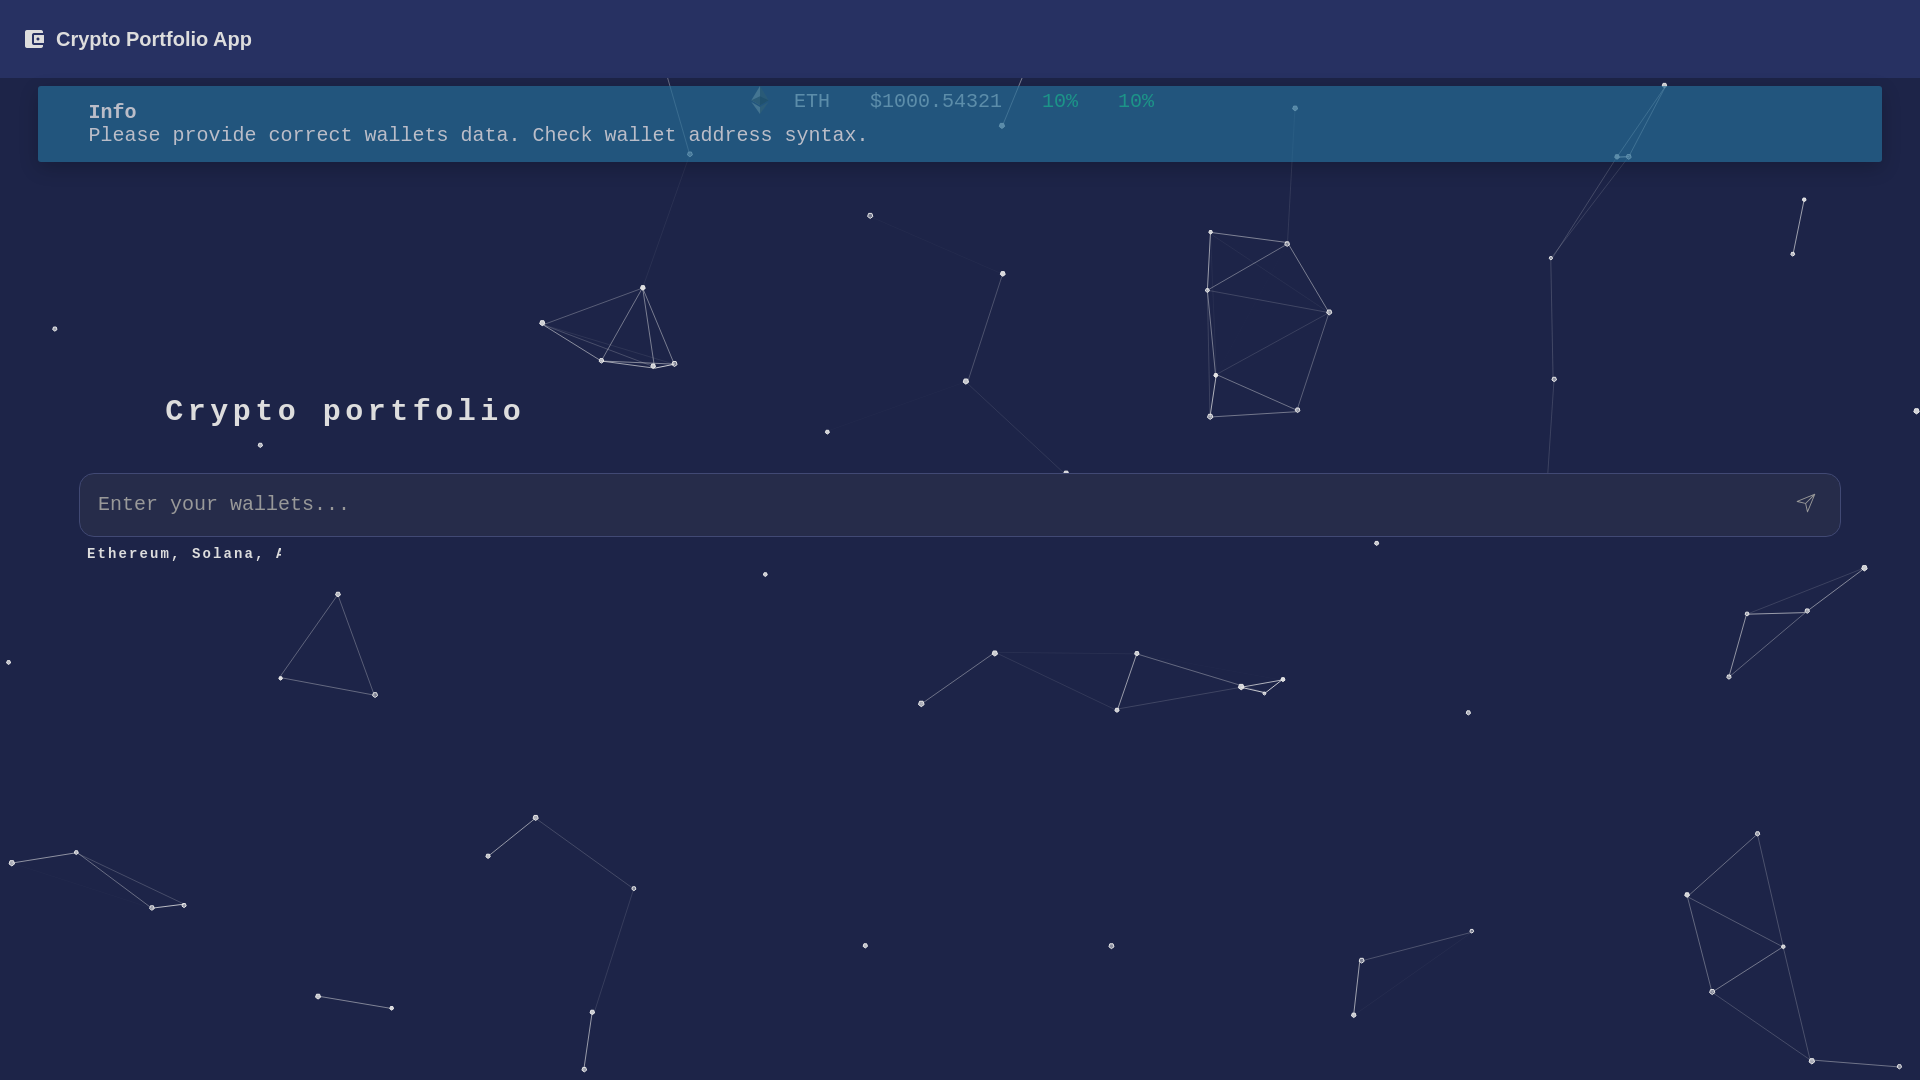 Crypto Portfolio App
ETH $1000.54321 10% 10%
Info
Please provide correct wallets data. Check wallet address syntax.
Crypto portfolio
Enter your wallets...
Ethereum, Solana,